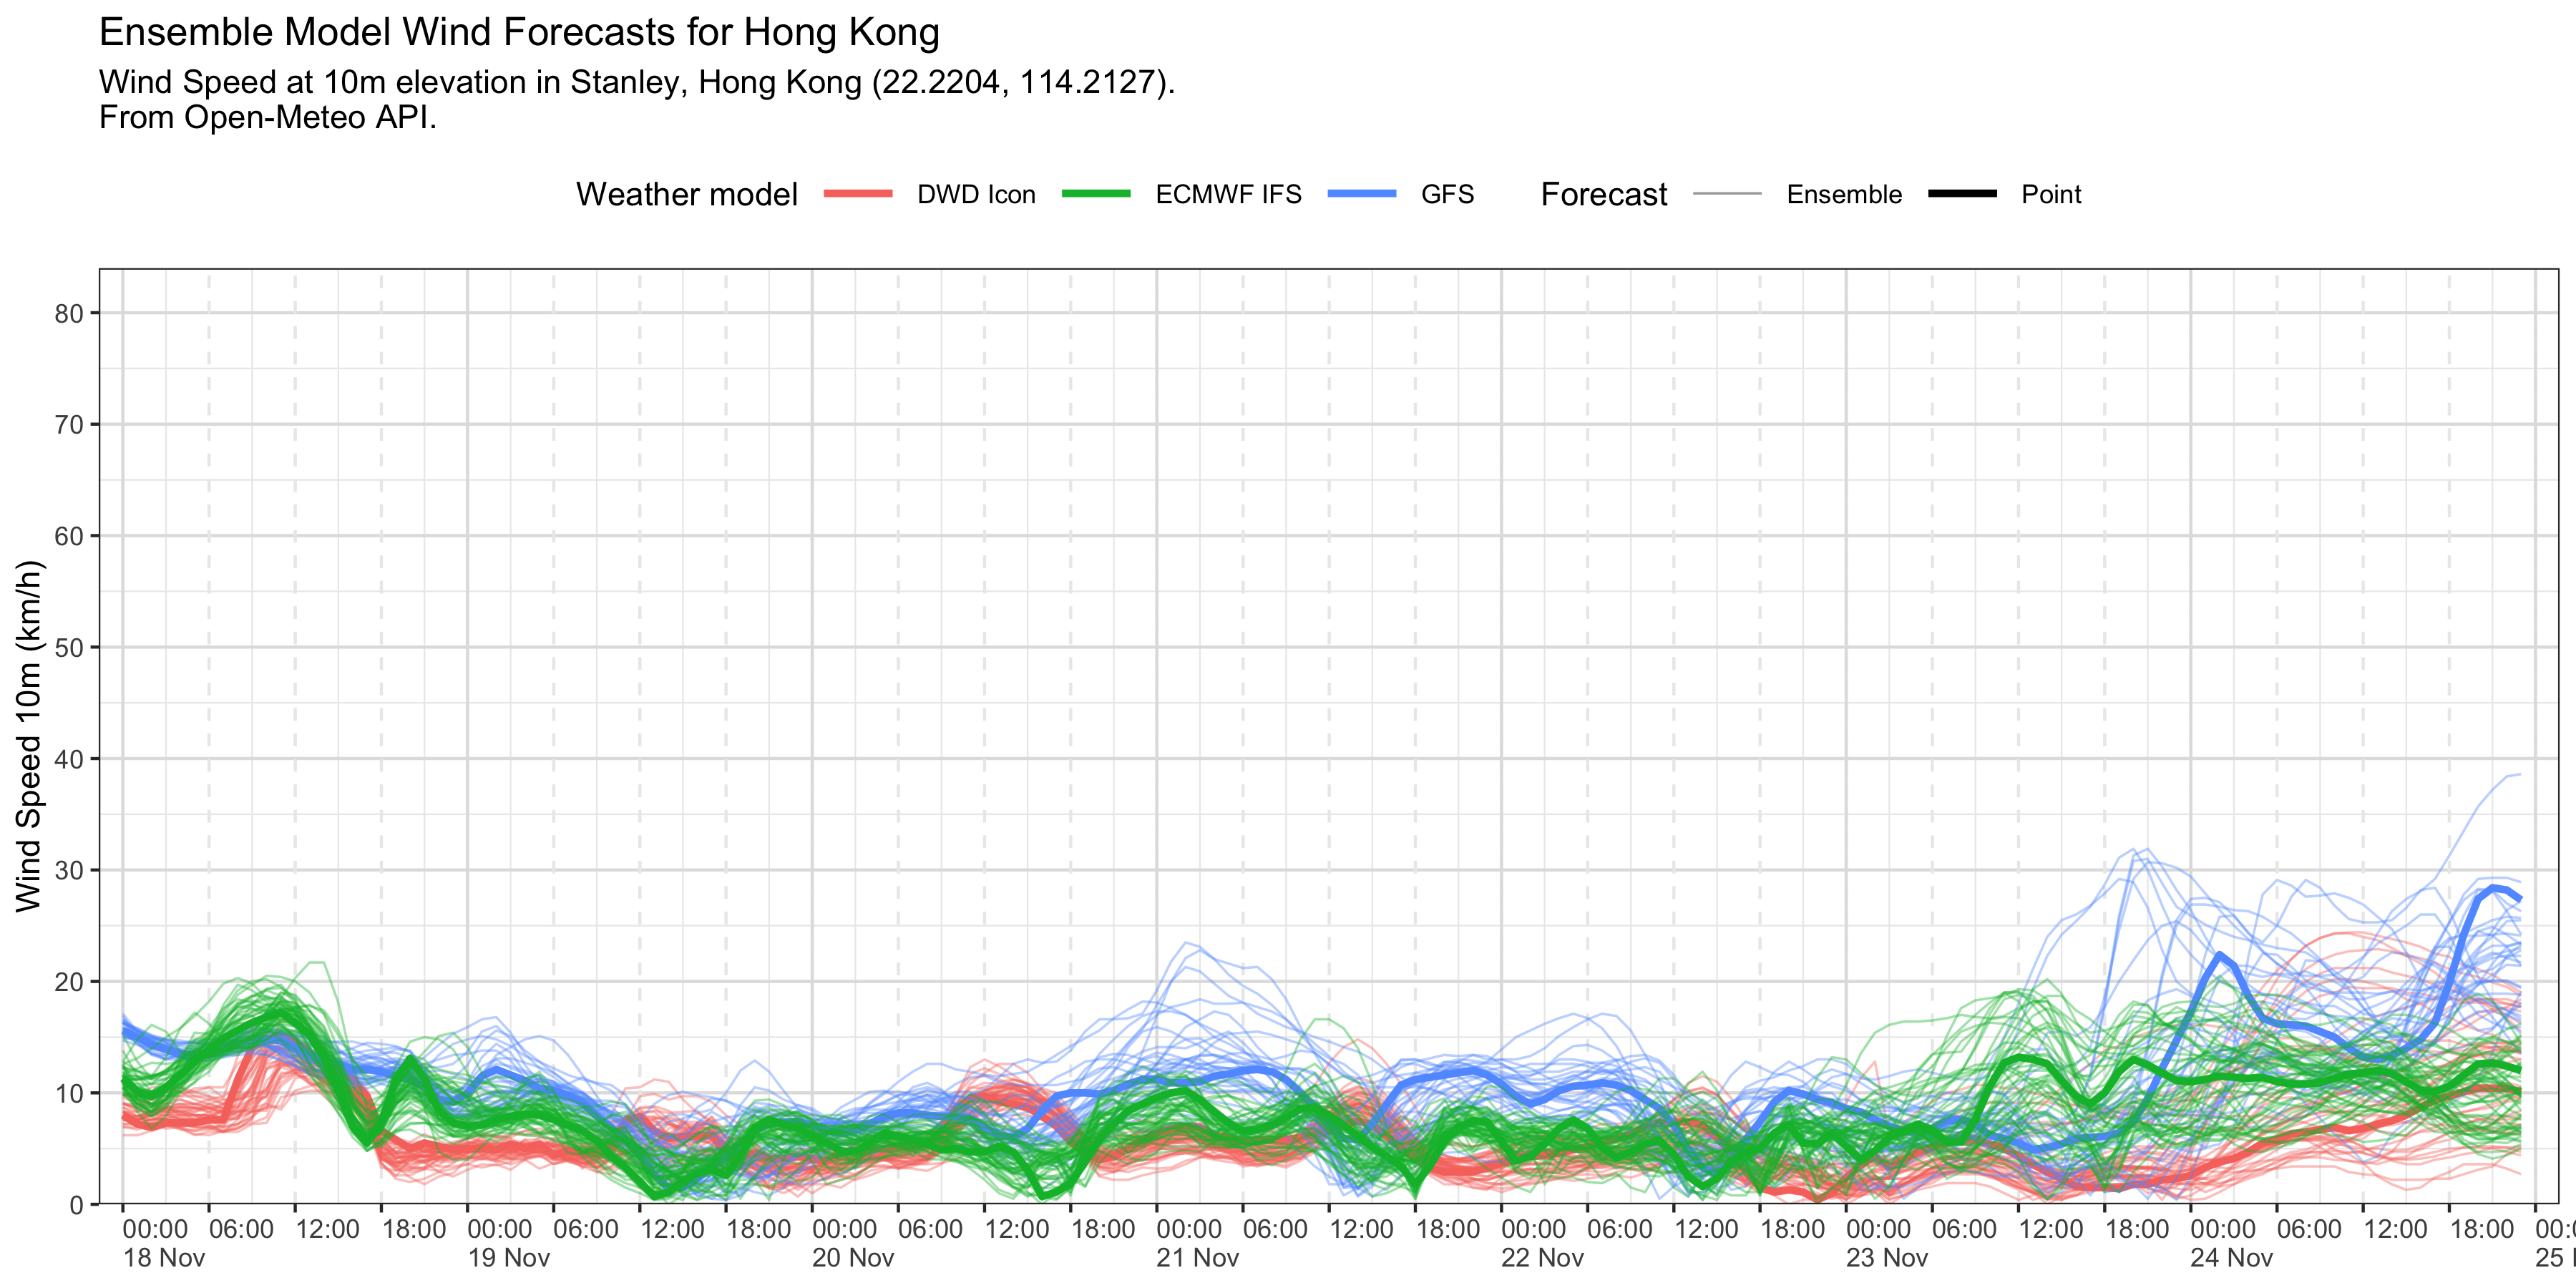 Ensemble Model Wind Forecasts for Hong Kong
Wind Speed at 10m elevation in Stanley, Hong Kong (22.2204, 114.2127).
From Open-Meteo API.
Weather model DWD Icon ECMWF IFS GFS Forecast Ensemble Point
Wind Speed 10m (km/h)
80
70
60
50
40
30
20
10
0
00:00 06:00 12:00 18:00 00:00 06:00 12:00 18:00 00:00 06:00 12:00 18:00 00:00 06:00 12:00 18:00 00:00 06:00 12:00 18:00 00:00 06:00 12:00 18:00 00:00 06:00 12:00 18:00 00:0
18 Nov 19 Nov 20 Nov 21 Nov 22 Nov 23 Nov 24 Nov 25